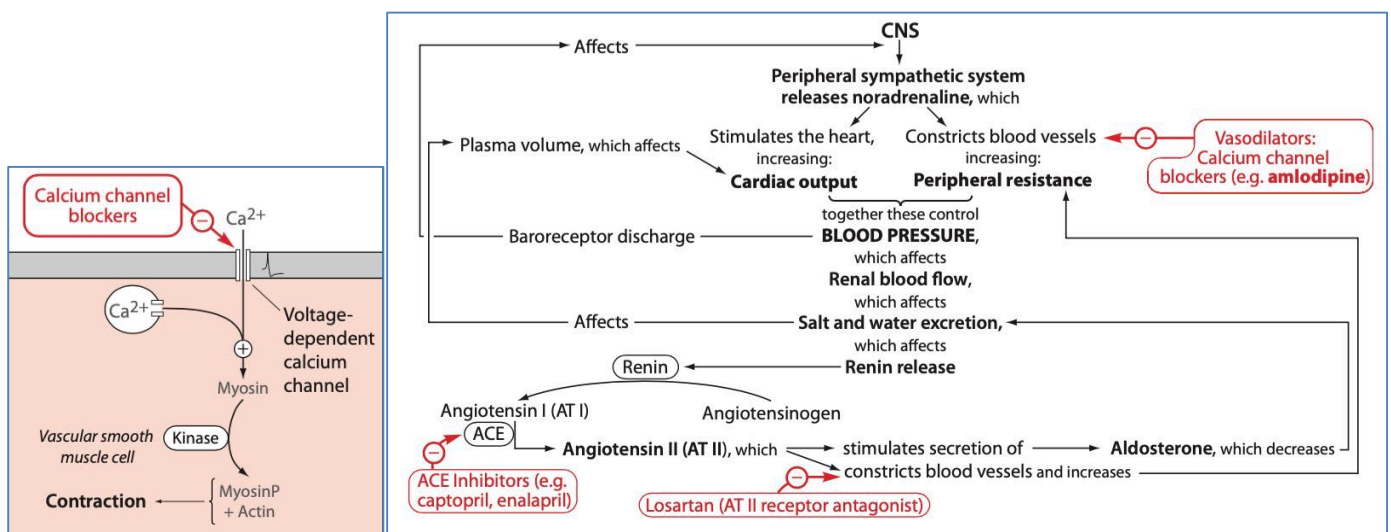 Calcium channel
blockers
Ca2+
Ca2+
Voltage-
dependent
calcium
channel
+
Myosin
Kinase
Vascular smooth
muscle cell
Contraction
MyosinP
+ Actin
CNS
Affects
Peripheral sympathetic system
releases noradrenaline, which
Plasma volume, which affects
Stimulates the heart,
increasing:
Cardiac output
Constricts blood vessels
increasing:
Peripheral resistance
Vasodilators:
Calcium channel
blockers (e.g. amlodipine)
together these control
Baroreceptor discharge
BLOOD PRESSURE,
which affects
Renal blood flow,
which affects
Affects
Salt and water excretion,
which affects
Renin
Renin release
Angiotensin I (AT I)
Angiotensinogen
ACE
Angiotensin II (AT II), which
stimulates secretion of
Aldosterone, which decreases
constricts blood vessels and increases
ACE Inhibitors (e.g.
captopril, enalapril)
Losartan (AT II receptor antagonist)